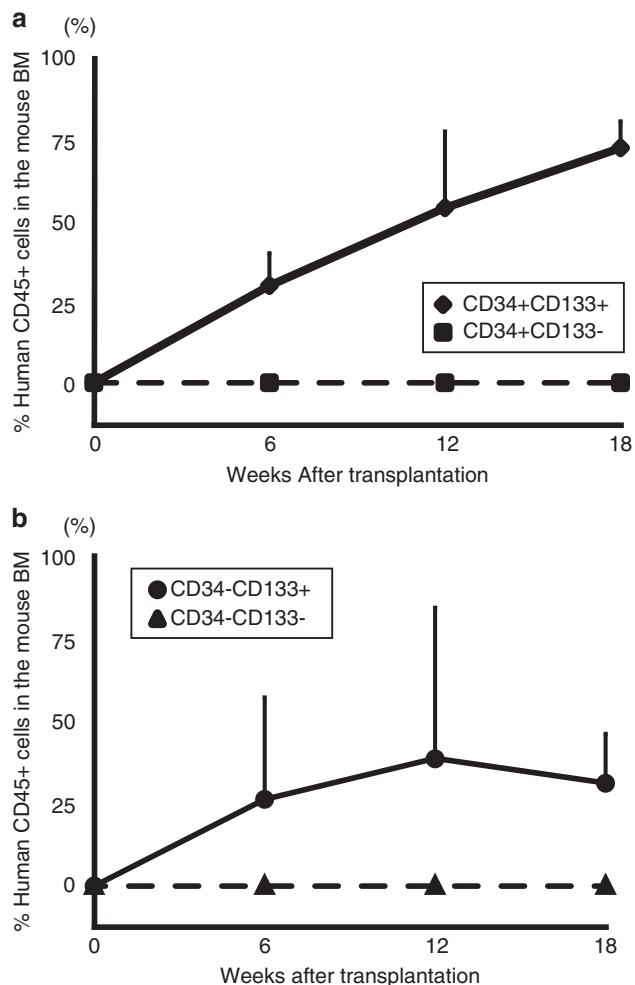 a
(%)
% Human CD45+ cells in the mouse BM
100
75
50
25
0
CD34+CD133+
CD34+CD133-
0 6 12 18
Weeks After transplantation
b
(%)
% Human CD45+ cells in the mouse BM
100
75
50
25
0
CD34-CD133+
CD34-CD133-
0 6 12 18
Weeks after transplantation